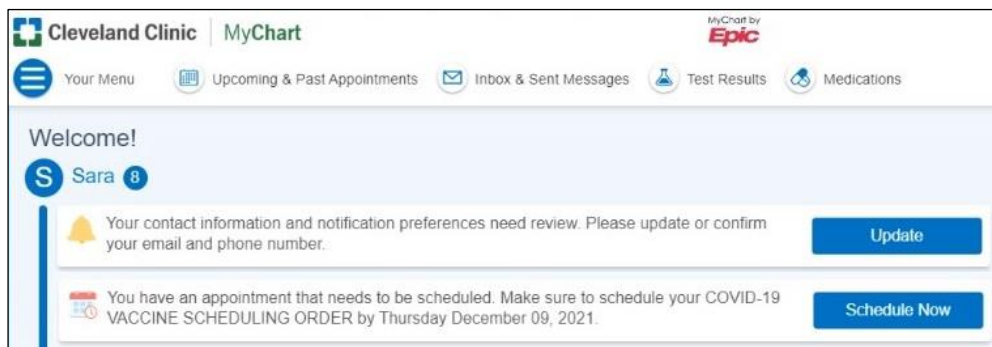 Cleveland Clinic MyChart
MyChart by
Epic
Your Menu Upcoming & Past Appointments Inbox & Sent Messages Test Results Medications
Welcome!
S Sara 8
Your contact information and notification preferences need review. Please update or confirm
your email and phone number.
Update
You have an appointment that needs to be scheduled. Make sure to schedule your COVID-19
VACCINE SCHEDULING ORDER by Thursday December 09, 2021.
Schedule Now